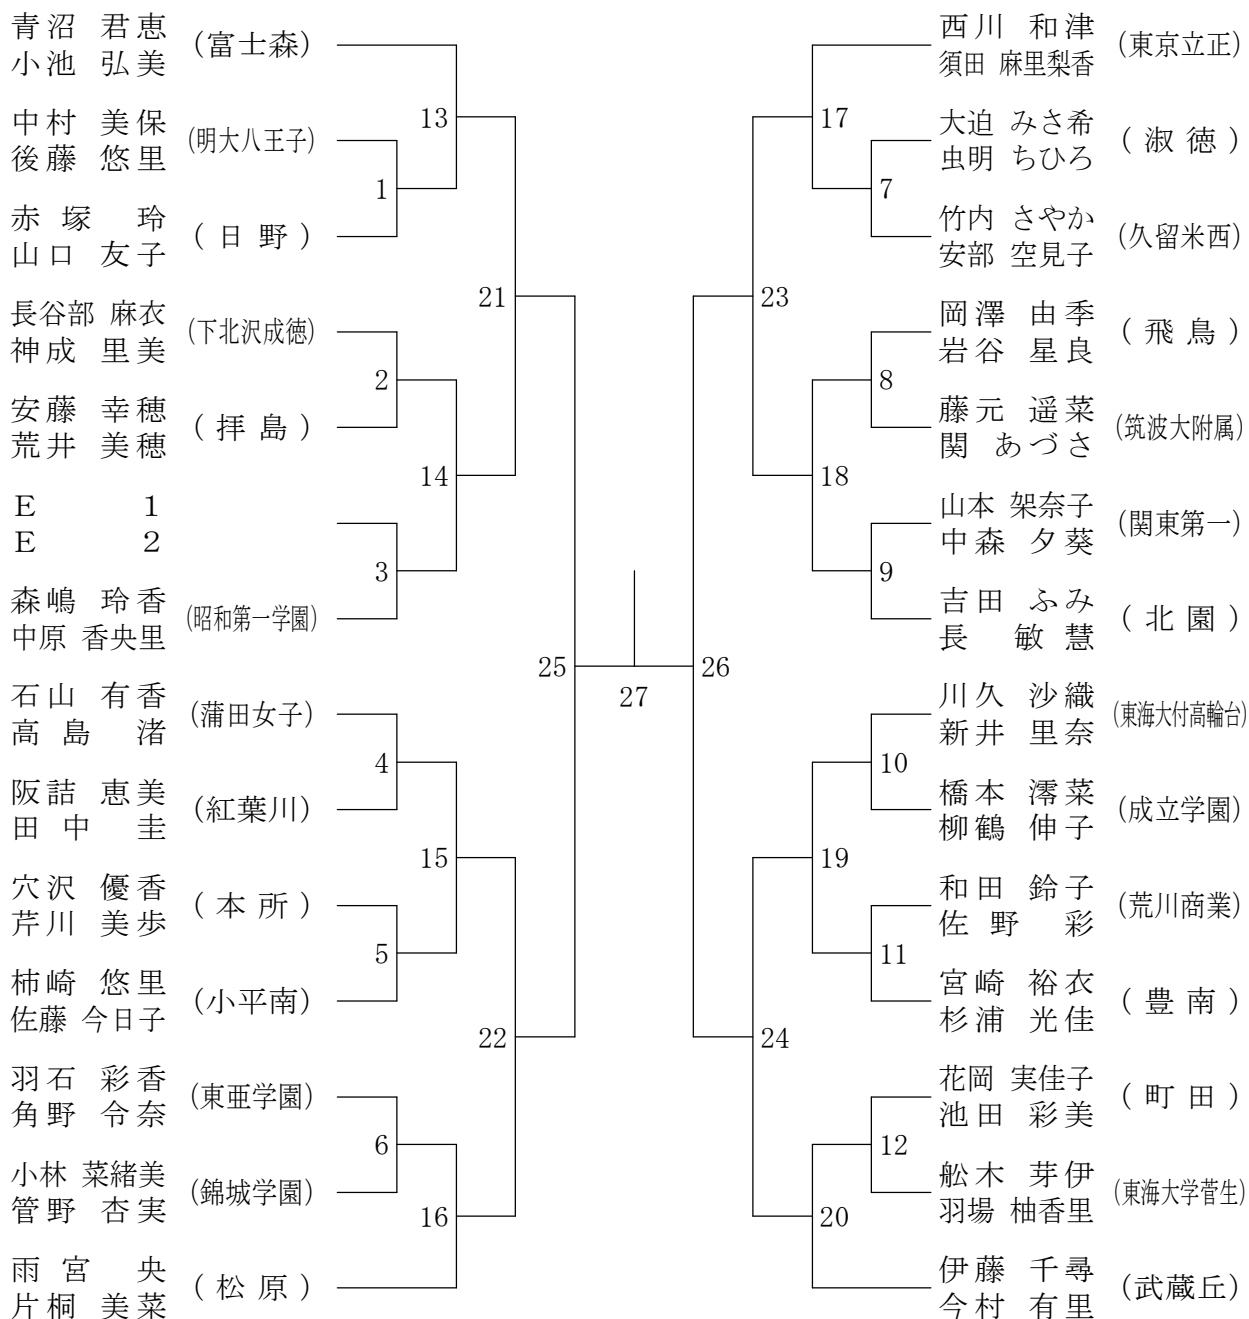 青沼 君恵
小池 弘美
(富士森)
中村 美保
後藤 悠里
(明大八王子)
赤塚 玲
山口 友子
(日野)
長谷部 麻衣
神成 里美
(下北沢成徳)
安藤 幸穂
荒井 美穂
(拝島)
E 1
E 2
森嶋 玲香
中原 香央里
(昭和第一学園)
石山 有香
高島 渚
(蒲田女子)
阪詰 恵美
田中 圭
(紅葉川)
穴沢 優香
芹川 美歩
(本所)
柿崎 悠里
佐藤 今日子
(小平南)
羽石 彩香
角野 令奈
(東亜学園)
小林 菜緒美
管野 杏実
(錦城学園)
雨宮 央
片桐 美菜
(松原)
13
1
21
2
14
3
25
4
15
5
22
6
16
27
26
17
7
23
8
18
9
10
19
11
24
12
20
西川 和津
須田 麻里梨香
(東京立正)
大迫 みさ希
虫明 ちひろ
(淑徳)
竹内 さやか
安部 空見子
(久留米西)
岡澤 由季
岩谷 星良
(飛鳥)
藤元 遥菜
関 あづさ
(筑波大附属)
山本 架奈子
中森 夕葵
(関東第一)
吉田 ふみ
長 敏慧
(北園)
川久 沙織
新井 里奈
(東海大付高輪台)
橋本 澪菜
柳鶴 伸子
(成立学園)
和田 鈴子
佐野 彩
(荒川商業)
宮崎 裕衣
杉浦 光佳
(豊南)
花岡 実佳子
池田 彩美
(町田)
舩木 芽伊
羽場 柚香里
(東海大学菅生)
伊藤 千尋
今村 有里
(武蔵丘)